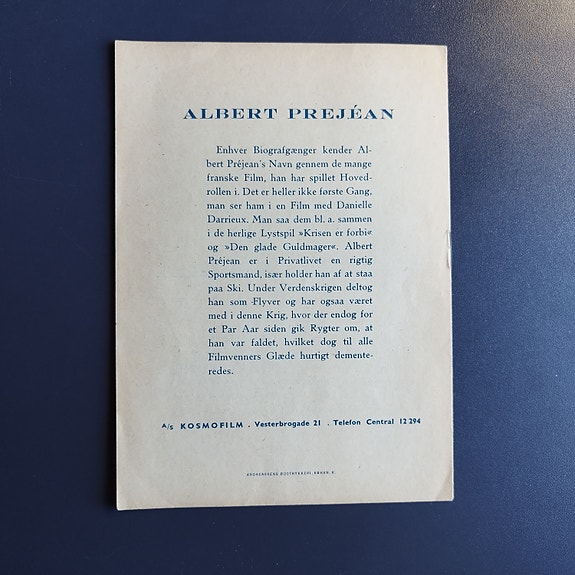 ALBERT PREJÉAN
Enhver Biografgænger kender Al-
bert Préjean's Navn gennem de mange
franske Film, han har spillet Hoved-
rollen i. Det er heller ikke første Gang,
man ser ham i en Film med Danielle
Darrieux. Man saa dem bl. a. sammen
i de herlige Lystspil »Krisen er forbi«
og »Den glade Guldmager«. Albert
Préjean er i Privatlivet en rigtig
Sportsmand, især holder han af at staa
paa Ski. Under Verdenskrigen deltog
han som Flyver og har ogsaa været
med i denne Krig, hvor der endog for
et Par Aar siden gik Rygter om, at
han var faldet, hvilket dog til alle
Filmvenners Glæde hurtigt demente-
redes.
A/S KOSMOFILM . Vesterbrogade 21 . Telefon Central 12 294